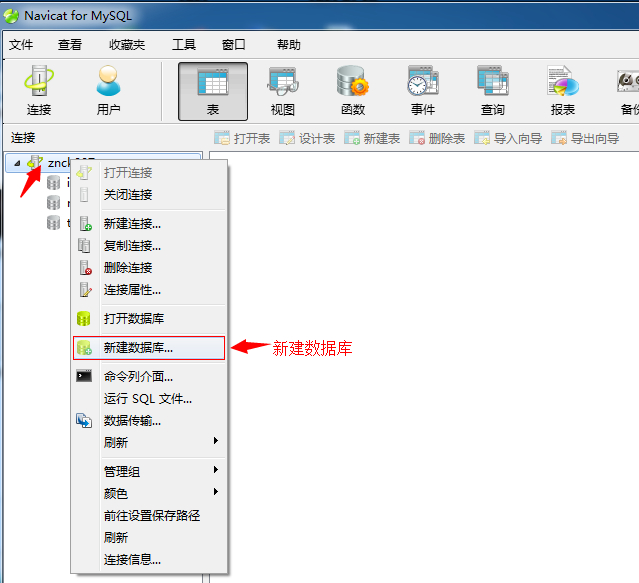 Navicat for MySQL
文件 查看 收藏夹 工具 窗口 帮助
连接 用户 表 视图 函数 事件 查询 报表
连接 打开表 设计表 新建表 删除表 导入向导 导出向导
打开连接
关闭连接
新建连接...
复制连接...
删除连接
连接属性...
打开数据库
新建数据库... 新建数据库
命令列介面...
运行 SQL 文件...
数据传输...
刷新
管理组
颜色
前往设置保存路径
刷新
连接信息...